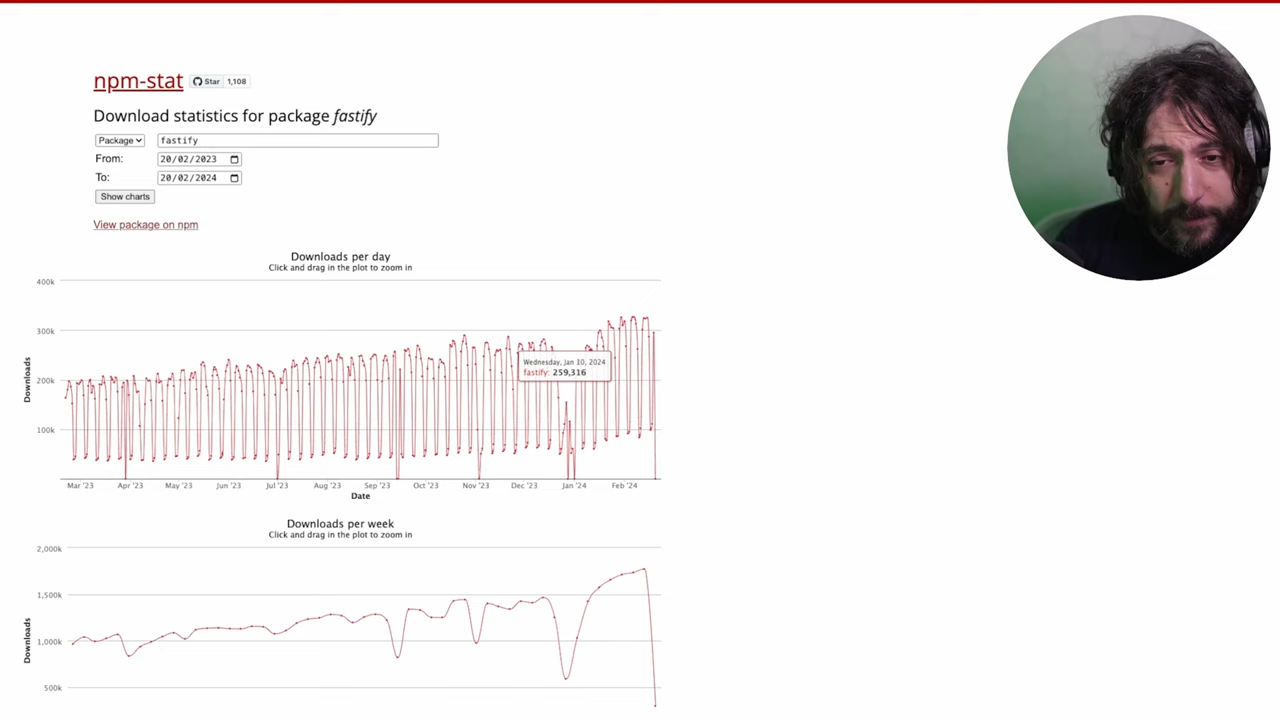 npm-stat Star 1,108
Download statistics for package fastify
Package fastify
From: 20/02/2023
To: 20/02/2024
Show charts
View package on npm
Downloads per day
Click and drag in the plot to zoom in
400k
300k
200k
100k
Downloads
Wednesday, Jan 10, 2024
fastify: 259,316
Mar '23 Apr '23 May '23 Jun '23 Jul '23 Aug '23 Sep '23 Oct '23 Nov '23 Dec '23 Jan '24 Feb '24
Date
Downloads per week
Click and drag in the plot to zoom in
2,000k
1,500k
1,000k
500k
Downloads